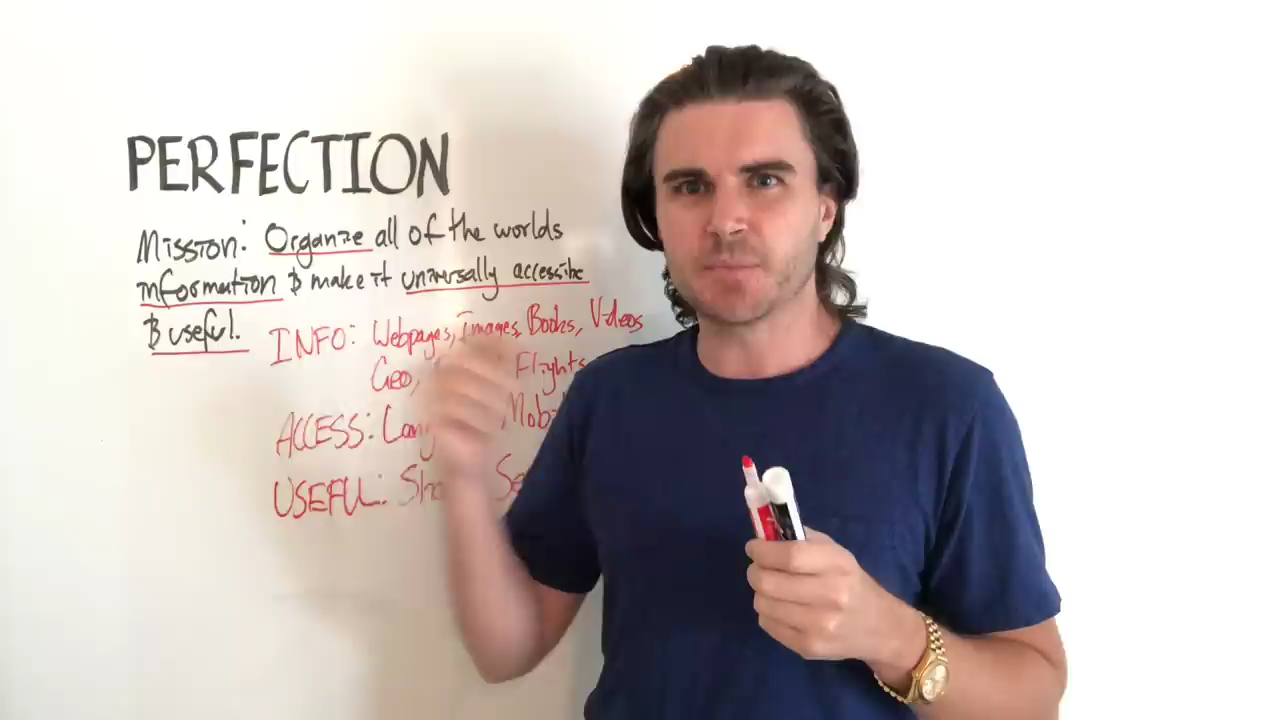 PERFECTION
Mission: Organize all of the worlds
information & make it universally accessible
& useful.
INFO: Webpages, Images, Books, Videos
Geo, Flights
ACCESS:
USEFUL: